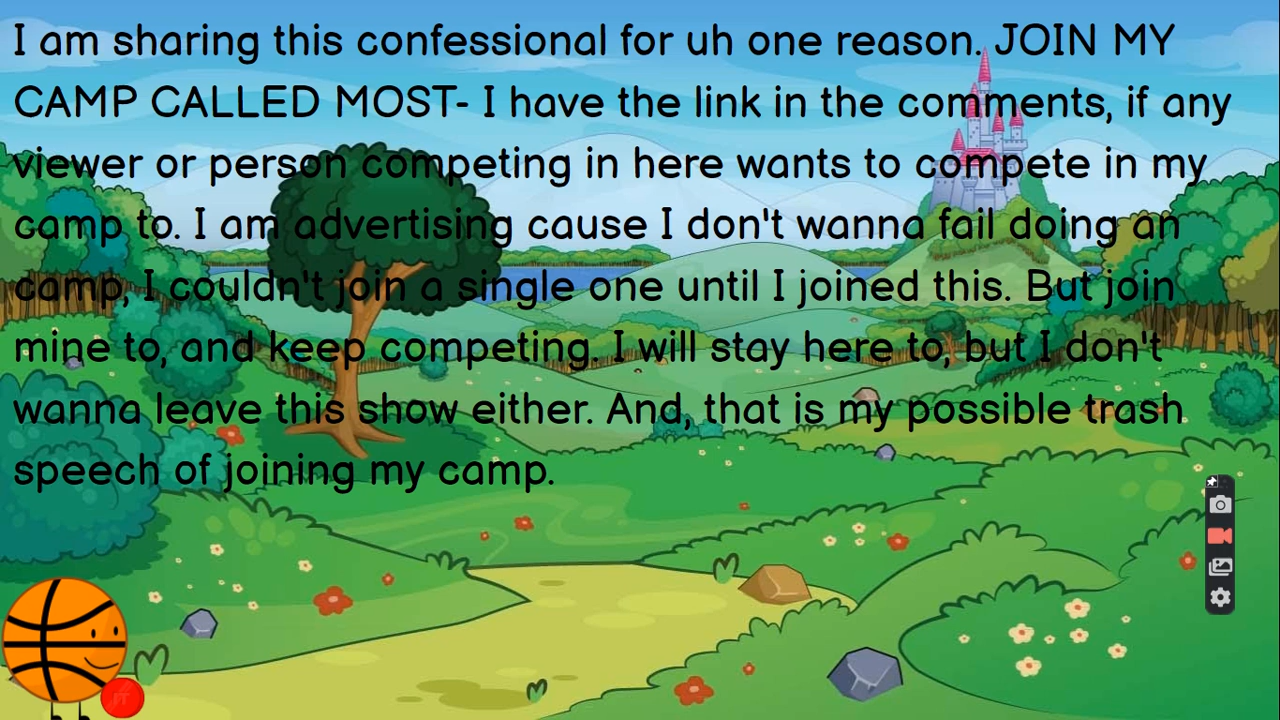 I am sharing this confessional for uh one reason. JOIN MY
CAMP CALLED MOST- I have the link in the comments, if any
viewer or person competing in here wants to compete in my
camp to. I am advertising cause I don't wanna fail doing an
camp, I couldn't join a single one until I joined this. But join
mine to, and keep competing. I will stay here to, but I don't
wanna leave this show either. And, that is my possible trash
speech of joining my camp.